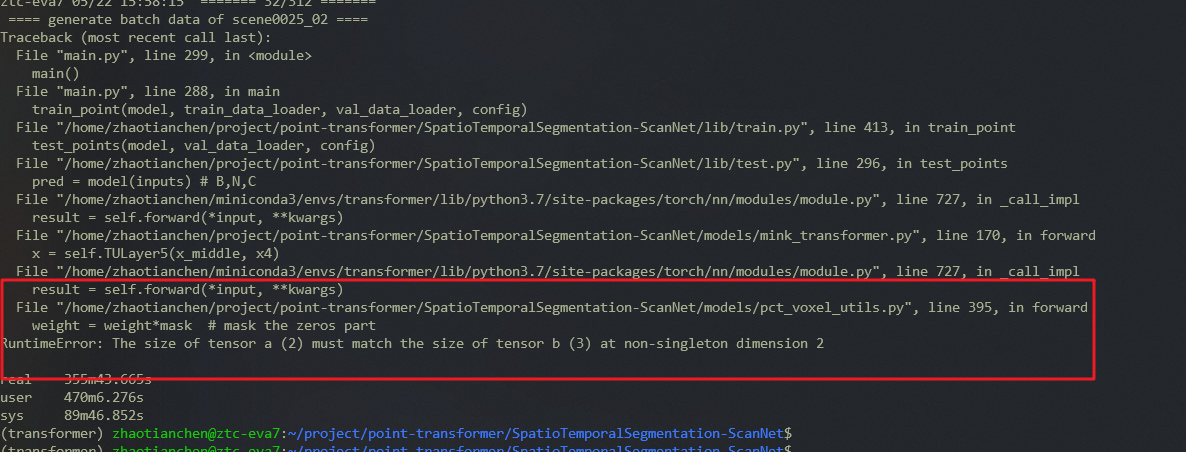 ztc-eva7 05/22 15:58:15 ======= 32/312 =======
==== generate batch data of scene0025_02 ====
Traceback (most recent call last):
File "main.py", line 299, in <module>
main()
File "main.py", line 288, in main
train_point(model, train_data_loader, val_data_loader, config)
File "/home/zhaotianchen/project/point-transformer/SpatioTemporalSegmentation-ScanNet/lib/train.py", line 413, in train_point
test_points(model, val_data_loader, config)
File "/home/zhaotianchen/project/point-transformer/SpatioTemporalSegmentation-ScanNet/lib/test.py", line 296, in test_points
pred = model(inputs) # B,N,C
File "/home/zhaotianchen/miniconda3/envs/transformer/lib/python3.7/site-packages/torch/nn/modules/module.py", line 727, in _call_impl
result = self.forward(*input, **kwargs)
File "/home/zhaotianchen/project/point-transformer/SpatioTemporalSegmentation-ScanNet/models/mink_transformer.py", line 170, in forward
x = self.TULayer5(x_middle, x4)
File "/home/zhaotianchen/miniconda3/envs/transformer/lib/python3.7/site-packages/torch/nn/modules/module.py", line 727, in _call_impl
result = self.forward(*input, **kwargs)
File "/home/zhaotianchen/project/point-transformer/SpatioTemporalSegmentation-ScanNet/models/pct_voxel_utils.py", line 395, in forward
weight = weight*mask  # mask the zeros part
RuntimeError: The size of tensor a (2) must match the size of tensor b (3) at non-singleton dimension 2
real 355m43.665s
user 470m6.276s
sys 89m46.852s
(transformer) zhaotianchen@ztc-eva7:~/project/point-transformer/SpatioTemporalSegmentation-ScanNet$
(transformer) zhaotianchen@ztc-eva7:~/project/point-transformer/SpatioTemporalSegmentation-ScanNet$